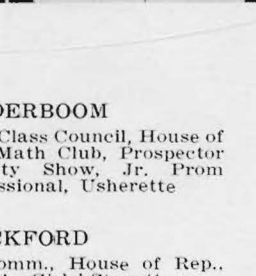 DERBOOM
Class Council, House of
Math Club, Prospector
ty Show, Jr. Prom
ssional, Usherette
CKFORD
omm., House of Rep.,